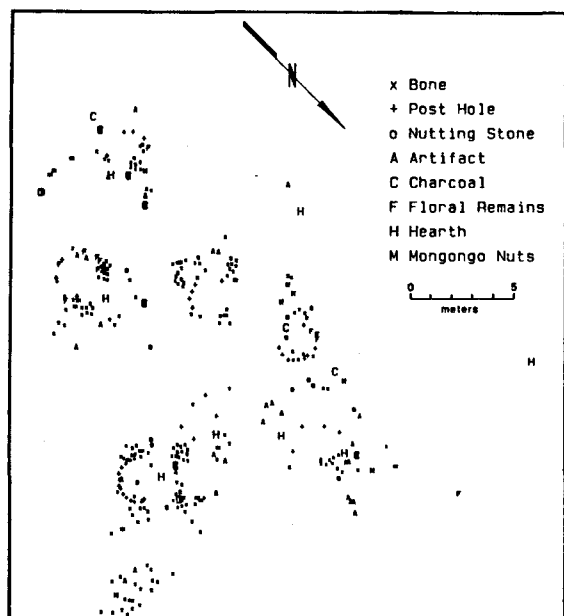 N
x Bone
+ Post Hole
o Nutting Stone
A Artifact
C Charcoal
F Floral Remains
H Hearth
M Mongongo Nuts
0 5
meters